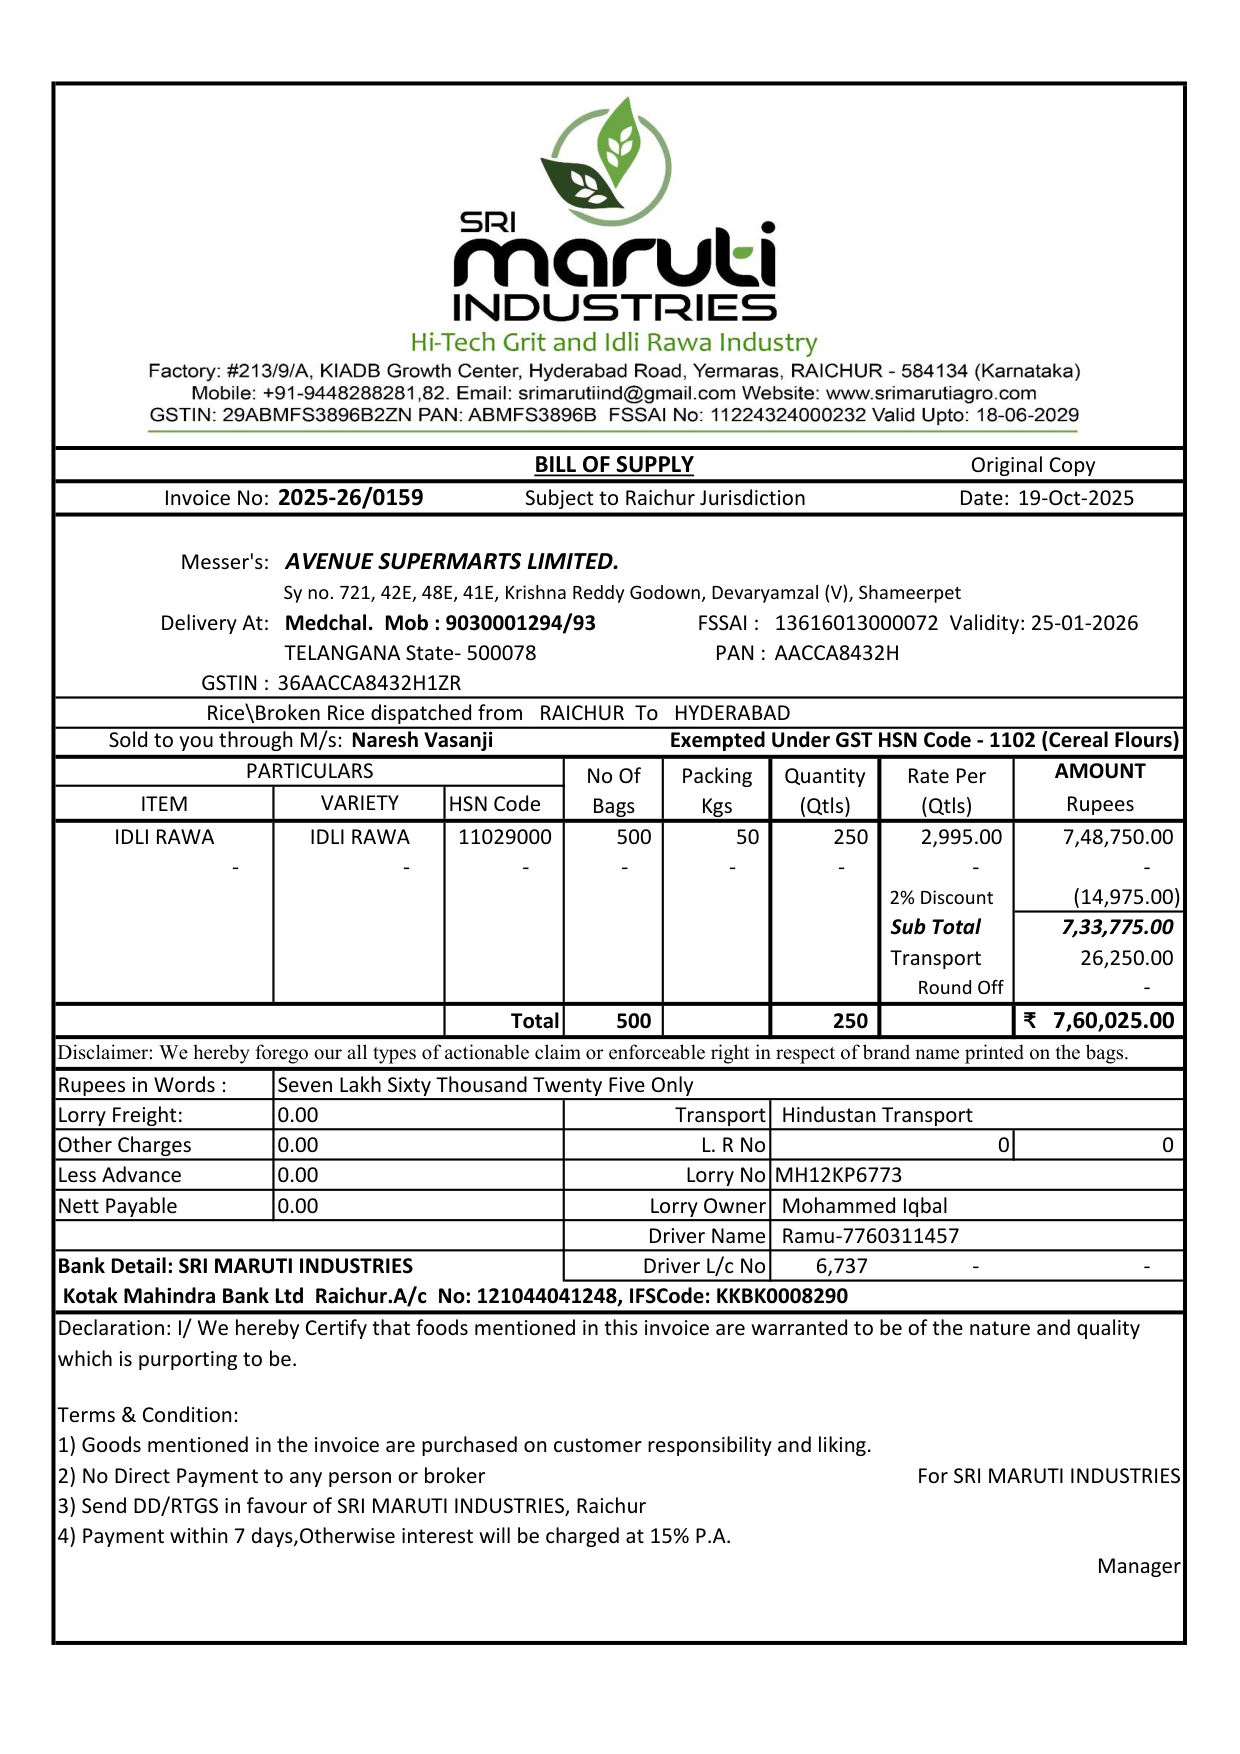 SRI
maruti
INDUSTRIES
Hi-Tech Grit and Idli Rawa Industry
Factory: #213/9/A, KIADB Growth Center, Hyderabad Road, Yermaras, RAICHUR - 584134 (Karnataka)
Mobile: +91-9448288281,82. Email: srimarutiind@gmail.com Website: www.srimarutiagro.com
GSTIN: 29ABMFS3896B2ZN PAN: ABMFS3896B FSSAI No: 11224324000232 Valid Upto: 18-06-2029
BILL OF SUPPLY Original Copy
Invoice No: 2025-26/0159 Subject to Raichur Jurisdiction Date: 19-Oct-2025
Messer's: AVENUE SUPERMARTS LIMITED.
Sy no. 721, 42E, 48E, 41E, Krishna Reddy Godown, Devaryamzal (V), Shameerpet
Delivery At: Medchal. Mob : 9030001294/93 FSSAI : 13616013000072 Validity: 25-01-2026
TELANGANA State- 500078 PAN : AACCA8432H
GSTIN : 36AACCA8432H1ZR
Rice\Broken Rice dispatched from RAICHUR To HYDERABAD
Sold to you through M/s: Naresh Vasanji Exempted Under GST HSN Code - 1102 (Cereal Flours)
PARTICULARS No Of Packing Quantity Rate Per AMOUNT
ITEM VARIETY HSN Code Bags Kgs (Qtls) (Qtls) Rupees
IDLI RAWA IDLI RAWA 11029000 500 50 250 2,995.00 7,48,750.00
- - - - - - - -
2% Discount (14,975.00)
Sub Total 7,33,775.00
Transport 26,250.00
Round Off -
Total 500 250 ₹ 7,60,025.00
Disclaimer: We hereby forego our all types of actionable claim or enforceable right in respect of brand name printed on the bags.
Rupees in Words : Seven Lakh Sixty Thousand Twenty Five Only
Lorry Freight: 0.00 Transport Hindustan Transport
Other Charges 0.00 L. R No 0 0
Less Advance 0.00 Lorry No MH12KP6773
Nett Payable 0.00 Lorry Owner Mohammed Iqbal
Driver Name Ramu-7760311457
Bank Detail: SRI MARUTI INDUSTRIES Driver L/c No 6,737 - -
Kotak Mahindra Bank Ltd Raichur.A/c No: 121044041248, IFSCode: KKBK0008290
Declaration: I/ We hereby Certify that foods mentioned in this invoice are warranted to be of the nature and quality
which is purporting to be.
Terms & Condition:
1) Goods mentioned in the invoice are purchased on customer responsibility and liking.
2) No Direct Payment to any person or broker For SRI MARUTI INDUSTRIES
3) Send DD/RTGS in favour of SRI MARUTI INDUSTRIES, Raichur
4) Payment within 7 days,Otherwise interest will be charged at 15% P.A.
Manager